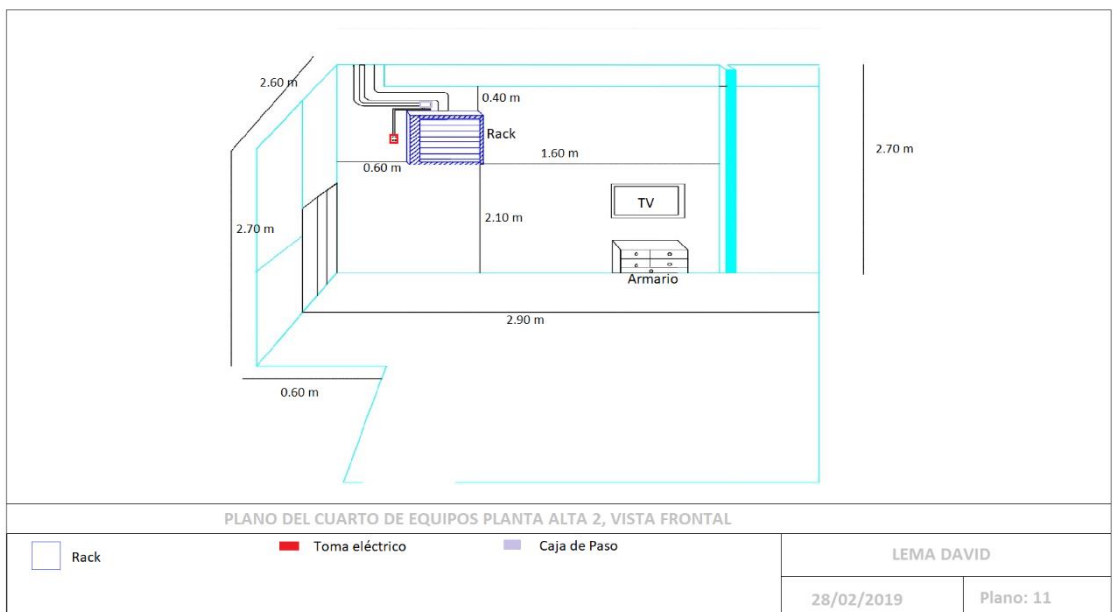 2.60 m
0.40 m
Rack
1.60 m
2.70 m
0.60 m
TV
2.10 m
2.70 m
Armario
2.90 m
0.60 m
PLANO DEL CUARTO DE EQUIPOS PLANTA ALTA 2, VISTA FRONTAL
Rack
Toma eléctrico
Caja de Paso
LEMA DAVID
28/02/2019
Plano: 11